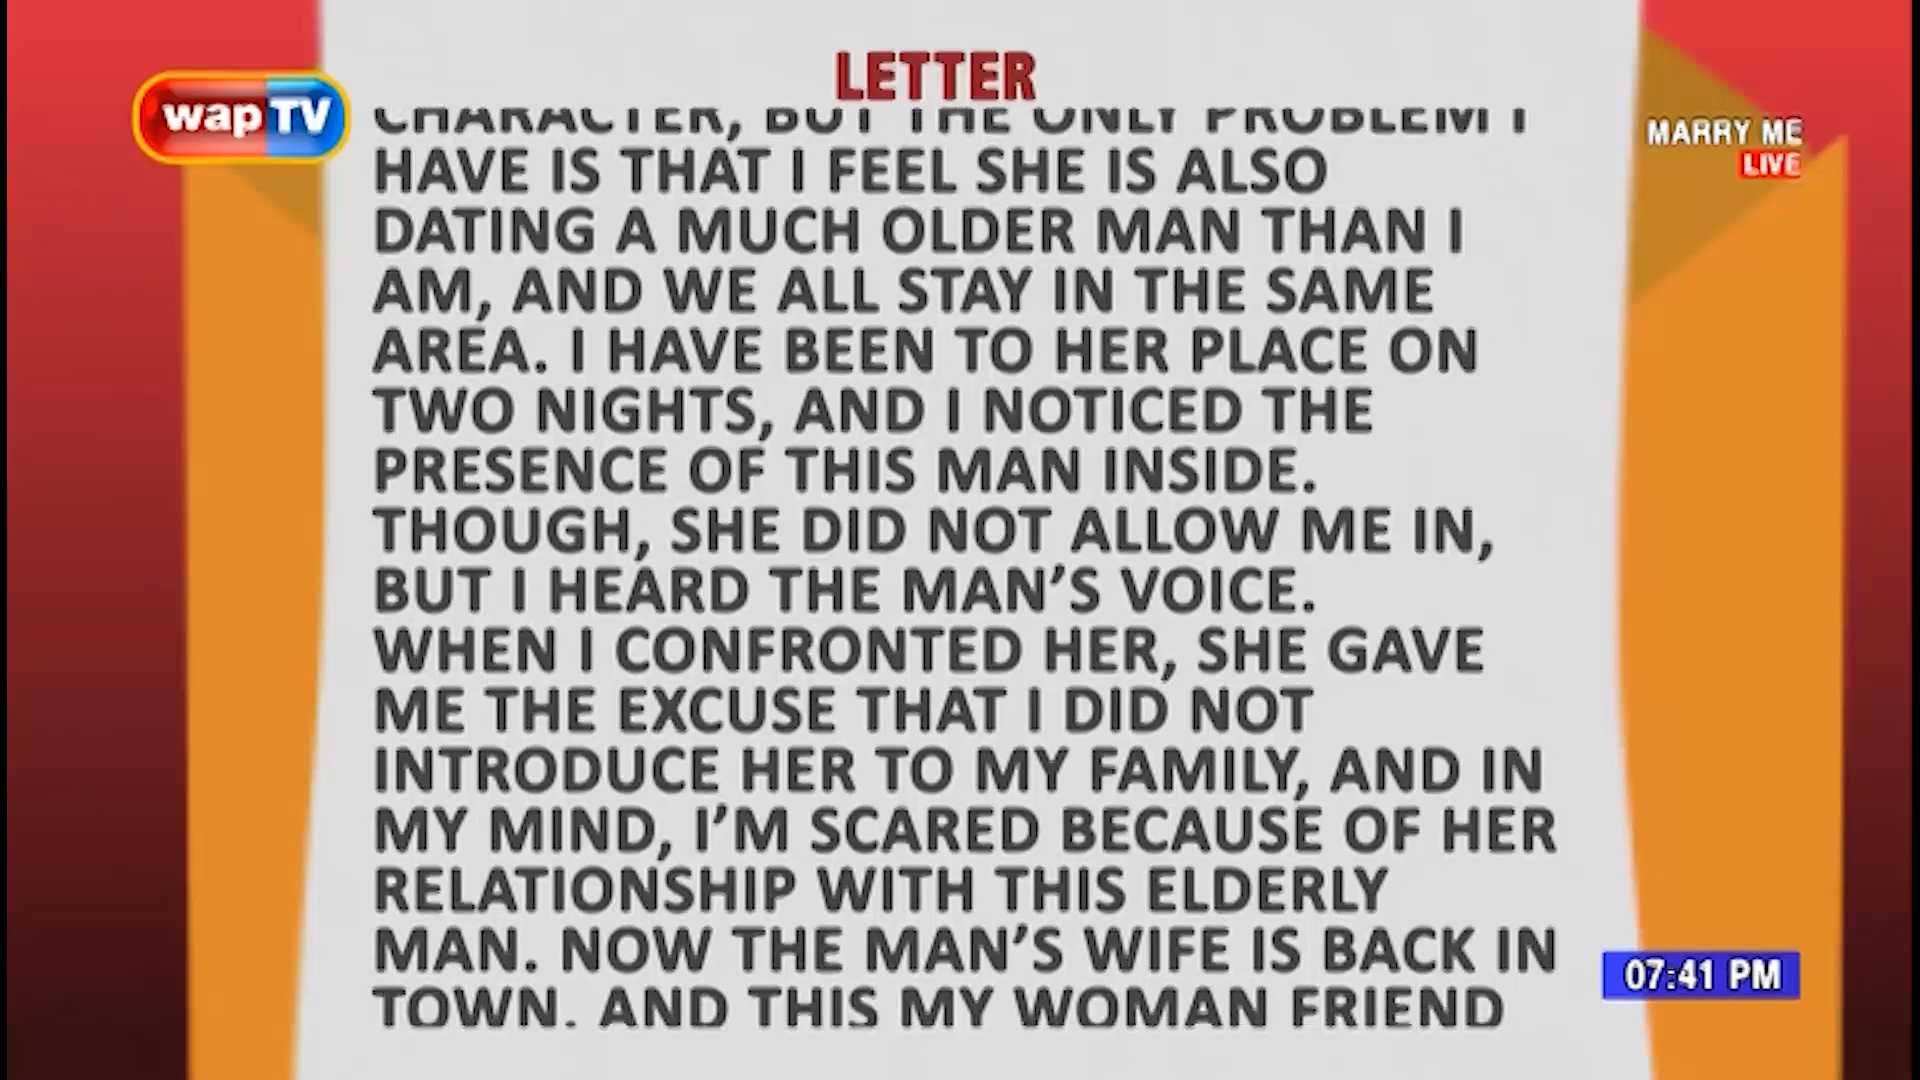 LETTER
wapTV
CHARACTER, BUT THE ONLY PROBLEM I
MARRY ME
LIVE
HAVE IS THAT I FEEL SHE IS ALSO
DATING A MUCH OLDER MAN THAN I
AM, AND WE ALL STAY IN THE SAME
AREA. I HAVE BEEN TO HER PLACE ON
TWO NIGHTS, AND I NOTICED THE
PRESENCE OF THIS MAN INSIDE.
THOUGH, SHE DID NOT ALLOW ME IN,
BUT I HEARD THE MAN’S VOICE.
WHEN I CONFRONTED HER, SHE GAVE
ME THE EXCUSE THAT I DID NOT
INTRODUCE HER TO MY FAMILY, AND IN
MY MIND, I’M SCARED BECAUSE OF HER
RELATIONSHIP WITH THIS ELDERLY
MAN. NOW THE MAN’S WIFE IS BACK IN
TOWN. AND THIS MY WOMAN FRIEND
07:41 PM